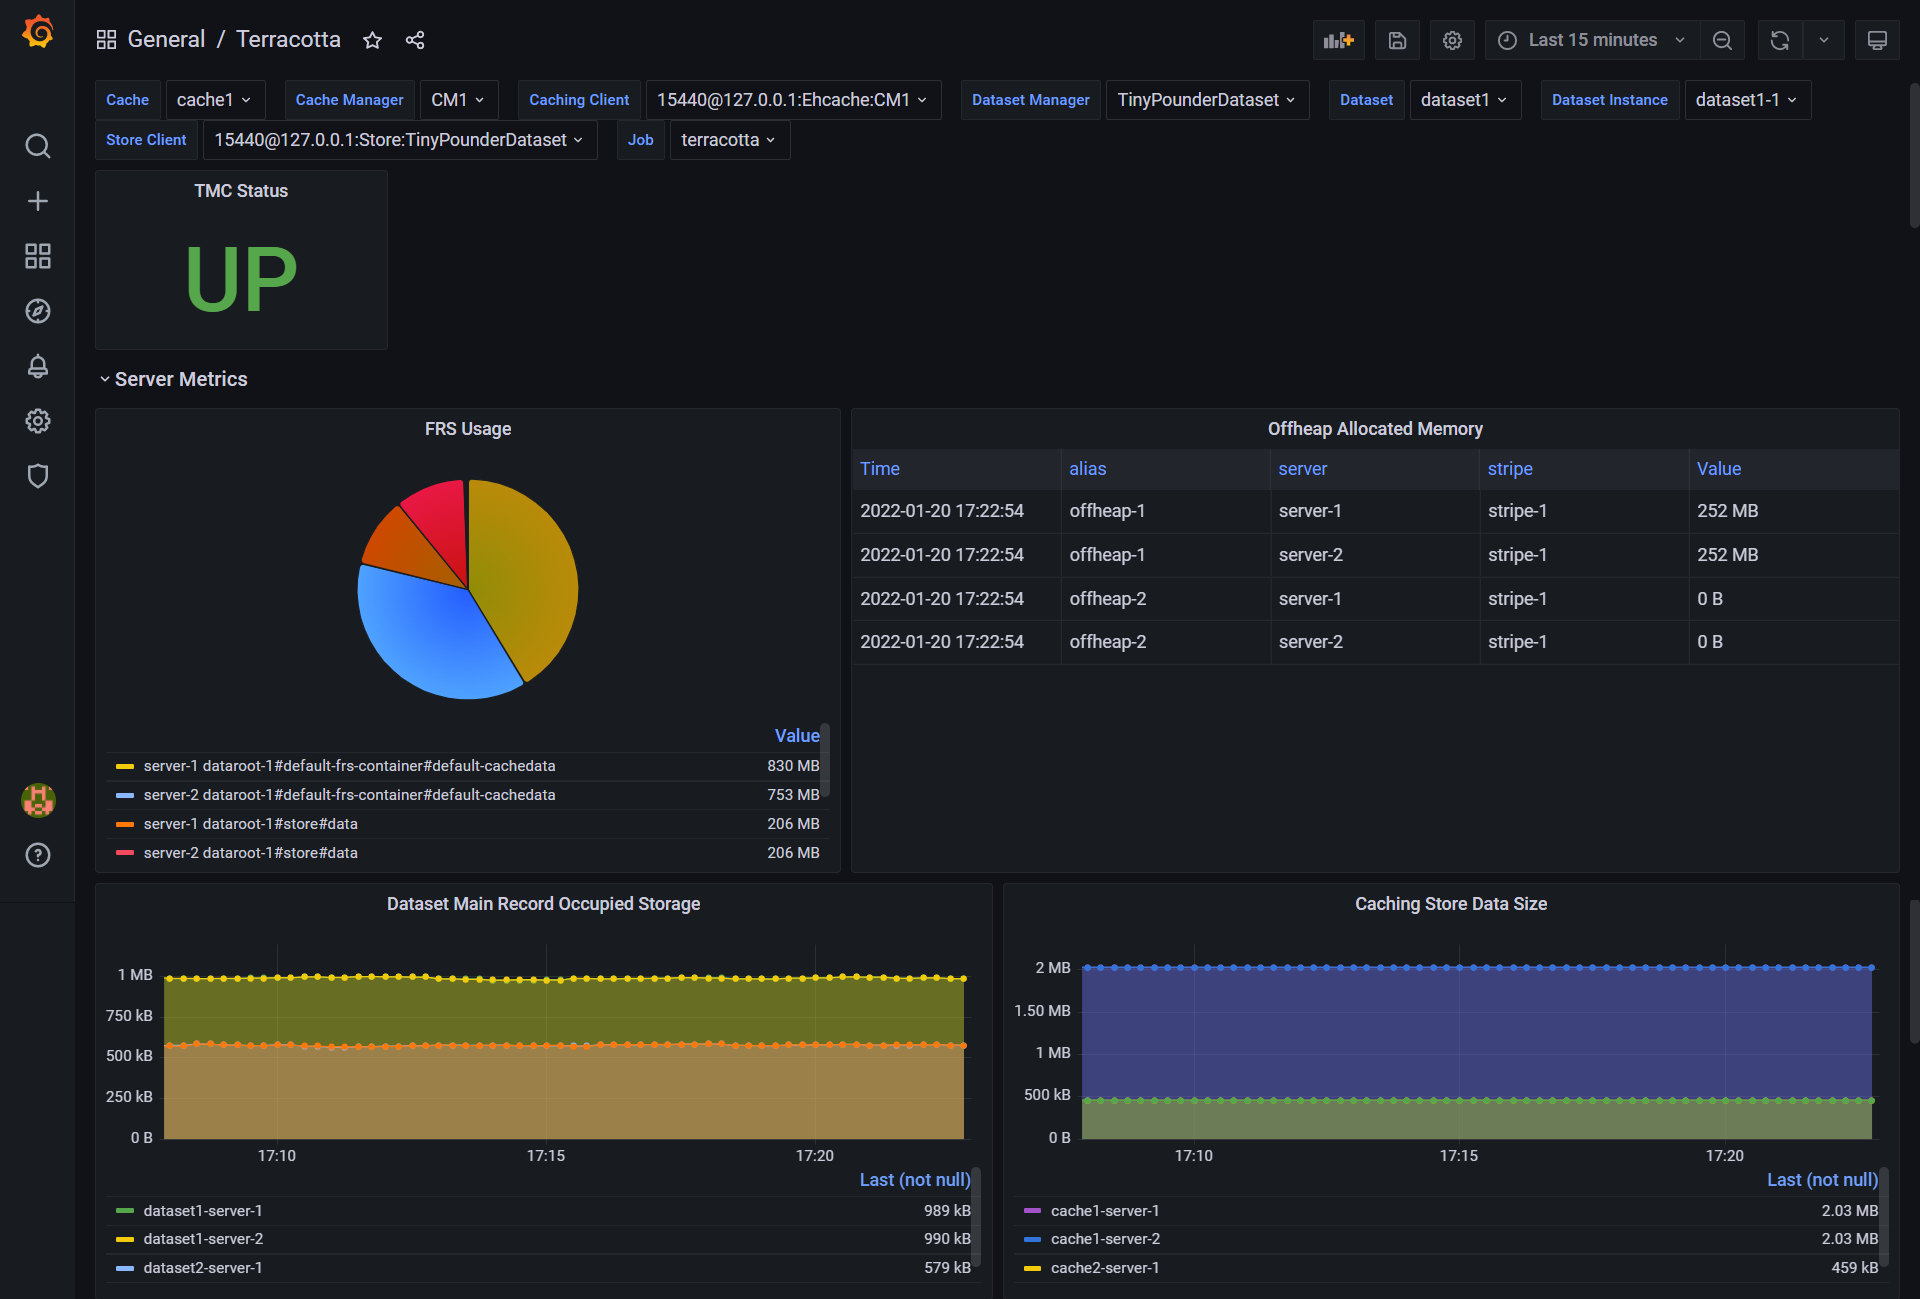 General / Terracotta
Last 15 minutes
Cache cache1 Cache Manager CM1 Caching Client 15440@127.0.0.1:Ehcache:CM1 Dataset Manager TinyPounderDataset Dataset dataset1 Dataset Instance dataset1-1
Store Client 15440@127.0.0.1:Store:TinyPounderDataset Job terracotta
TMC Status
UP
Server Metrics
FRS Usage
Value
server-1 dataroot-1#default-frs-container#default-cachedata 830 MB
server-2 dataroot-1#default-frs-container#default-cachedata 753 MB
server-1 dataroot-1#store#data 206 MB
server-2 dataroot-1#store#data 206 MB
Offheap Allocated Memory
Time alias server stripe Value
2022-01-20 17:22:54 offheap-1 server-1 stripe-1 252 MB
2022-01-20 17:22:54 offheap-1 server-2 stripe-1 252 MB
2022-01-20 17:22:54 offheap-2 server-1 stripe-1 0 B
2022-01-20 17:22:54 offheap-2 server-2 stripe-1 0 B
Dataset Main Record Occupied Storage
1 MB
750 kB
500 kB
250 kB
0 B
17:10 17:15 17:20
Last (not null)
dataset1-server-1 989 kB
dataset1-server-2 990 kB
dataset2-server-1 579 kB
Caching Store Data Size
2 MB
1.50 MB
1 MB
500 kB
0 B
17:10 17:15 17:20
Last (not null)
cache1-server-1 2.03 MB
cache1-server-2 2.03 MB
cache2-server-1 459 kB